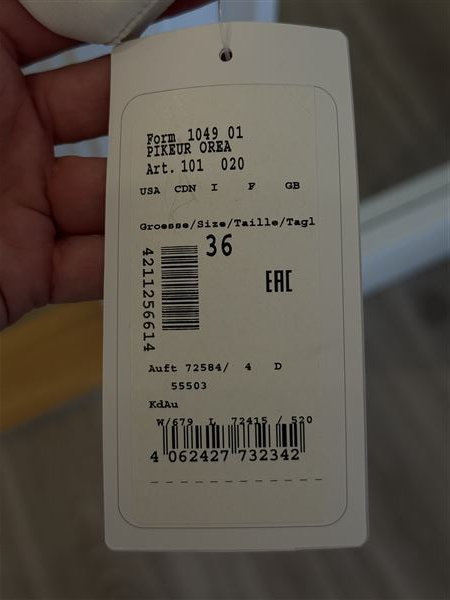 Form 1049 01
PIKEUR OREA
Art. 101 020
USA CDN I F GB
Groesse/Size/Taille/Tagl
36
4211256614
EAC
Auft 72584/ 4 D
55503
KdAu
W/679 L 72415 / 520
4 062427 732342